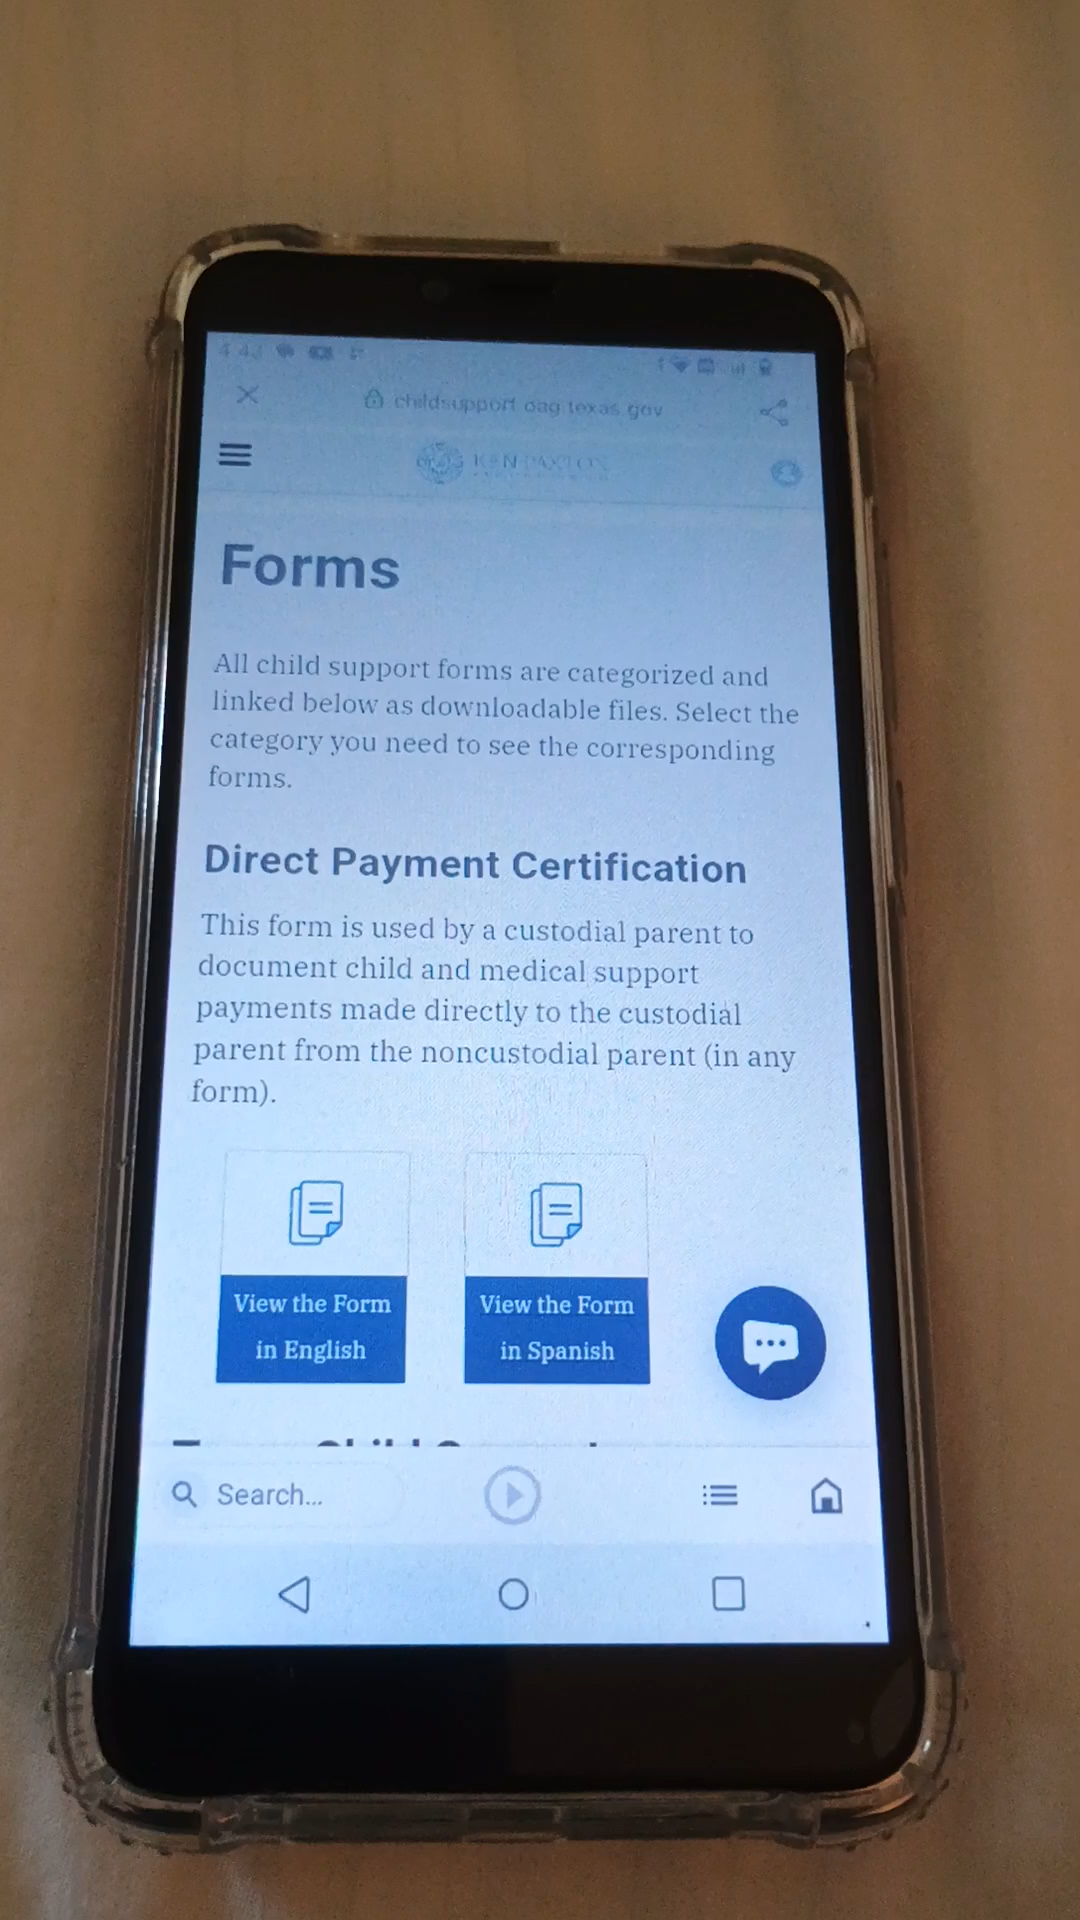 childsupport.oag.texas.gov
KEN PAXTON
Forms
All child support forms are categorized and
linked below as downloadable files. Select the
category you need to see the corresponding
forms.
Direct Payment Certification
This form is used by a custodial parent to
document child and medical support
payments made directly to the custodial
parent from the noncustodial parent (in any
form).
View the Form
in English
View the Form
in Spanish
Search...